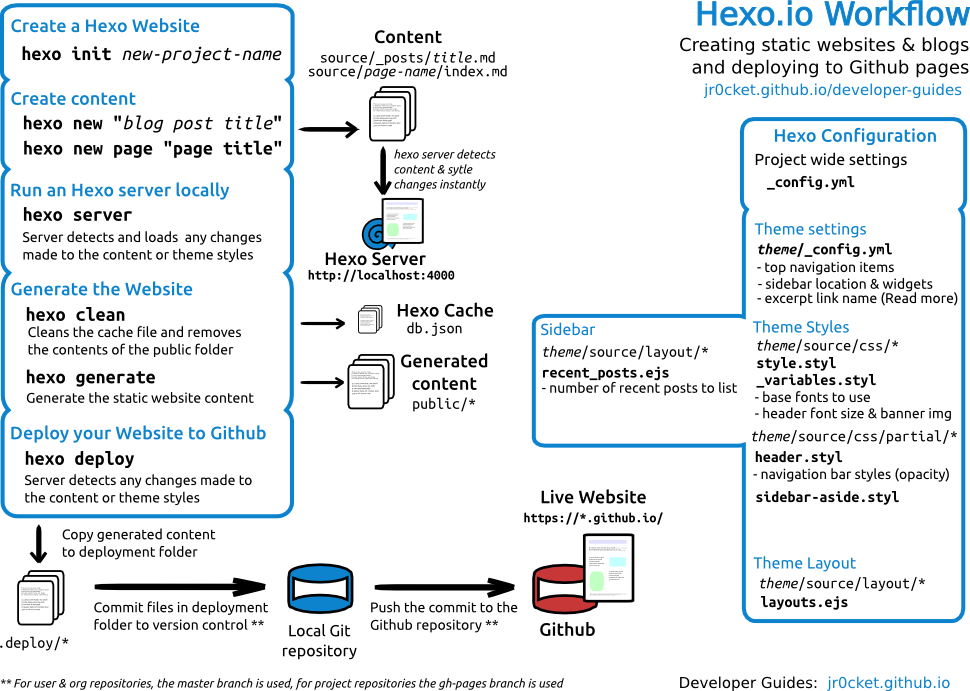 Hexo.io Workflow
Creating static websites & blogs
and deploying to Github pages
jr0cket.github.io/developer-guides
Create a Hexo Website
hexo init new-project-name
Create content
hexo new "blog post title"
hexo new page "page title"
Run an Hexo server locally
hexo server
Server detects and loads any changes
made to the content or theme styles
Generate the Website
hexo clean
Cleans the cache file and removes
the contents of the public folder
hexo generate
Generate the static website content
Deploy your Website to Github
hexo deploy
Server detects any changes made to
the content or theme styles
Content
source/_posts/title.md
source/page-name/index.md
hexo server detects
content & sytle
changes instantly
Hexo Server
http://localhost:4000
Hexo Cache
db.json
Generated
content
public/*
Sidebar
theme/source/layout/*
recent_posts.ejs
- number of recent posts to list
Hexo Configuration
Project wide settings
_config.yml
Theme settings
theme/_config.yml
- top navigation items
- sidebar location & widgets
- excerpt link name (Read more)
Theme Styles
theme/source/css/*
style.styl
_variables.styl
- base fonts to use
- header font size & banner img
theme/source/css/partial/*
header.styl
- navigation bar styles (opacity)
sidebar-aside.styl
Theme Layout
theme/source/layout/*
layouts.ejs
Copy generated content
to deployment folder
.deploy/*
Commit files in deployment
folder to version control **
Local Git
repository
Push the commit to the
Github repository **
Live Website
https://*.github.io/
Github
** For user & org repositories, the master branch is used, for project repositories the gh-pages branch is used
Developer Guides: jr0cket.github.io